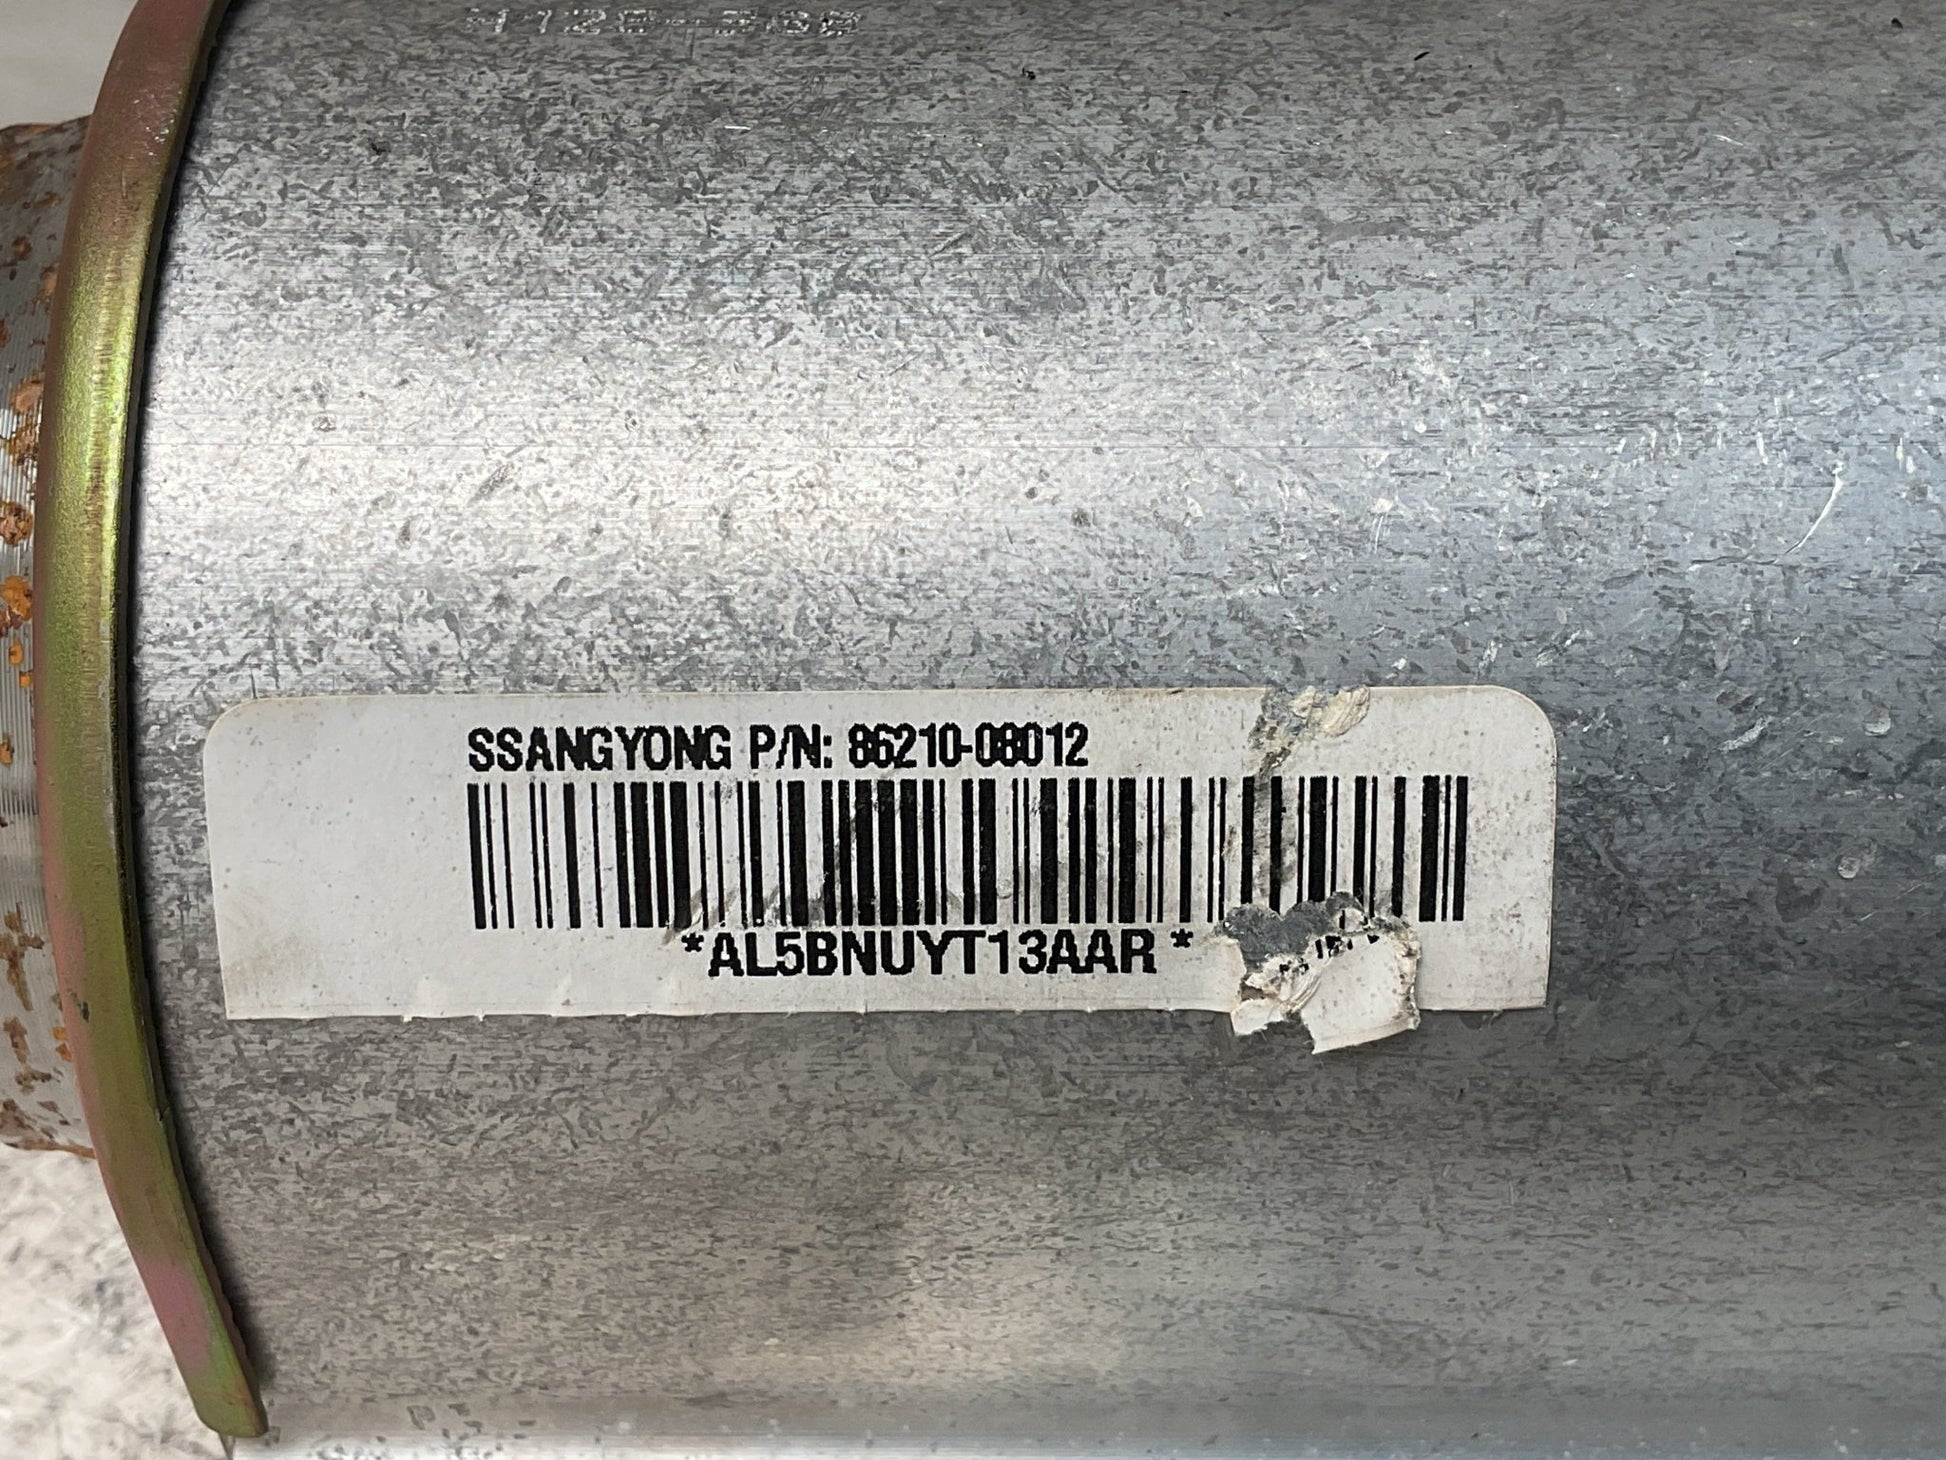 SSANGYONG P/N: 86210-08012
*AL5BNUYT13AAR*